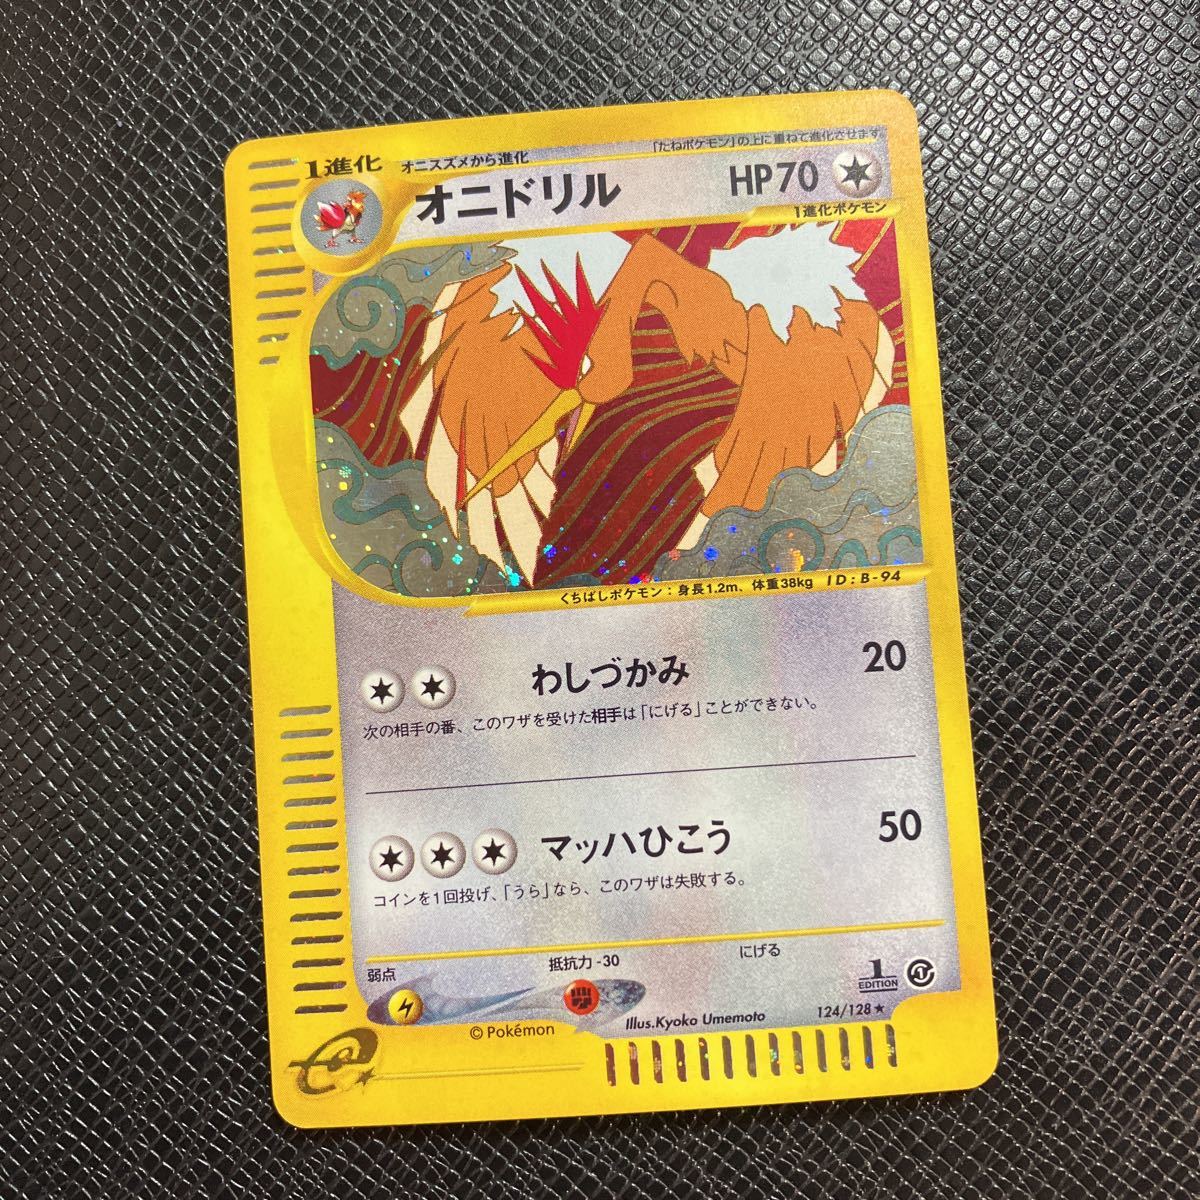 「たねポケモン」の上に重ねて進化させます
1進化 オニスズメから進化
オニドリル HP70
1進化ポケモン
くちばしポケモン：身長1.2m、体重38kg ID：B-94
わしづかみ 20
次の相手の番、このワザを受けた相手は「にげる」ことができない。
マッハひこう 50
コインを1回投げ、「うら」なら、このワザは失敗する。
弱点 抵抗力-30 にげる
1 EDITION
Illus.Kyoko Umemoto 124/128★
©Pokémon
e